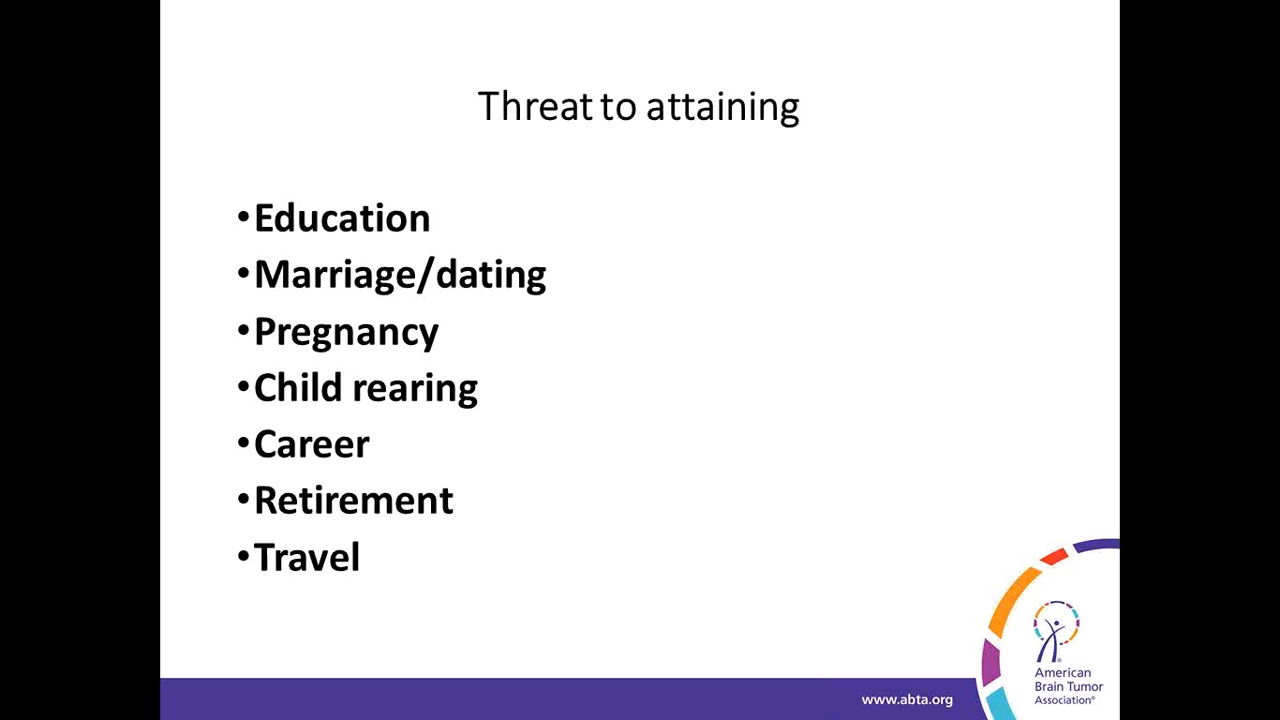 Threat to attaining
•Education
•Marriage/dating
•Pregnancy
•Child rearing
•Career
•Retirement
•Travel
www.abta.org
American
Brain Tumor
Association®